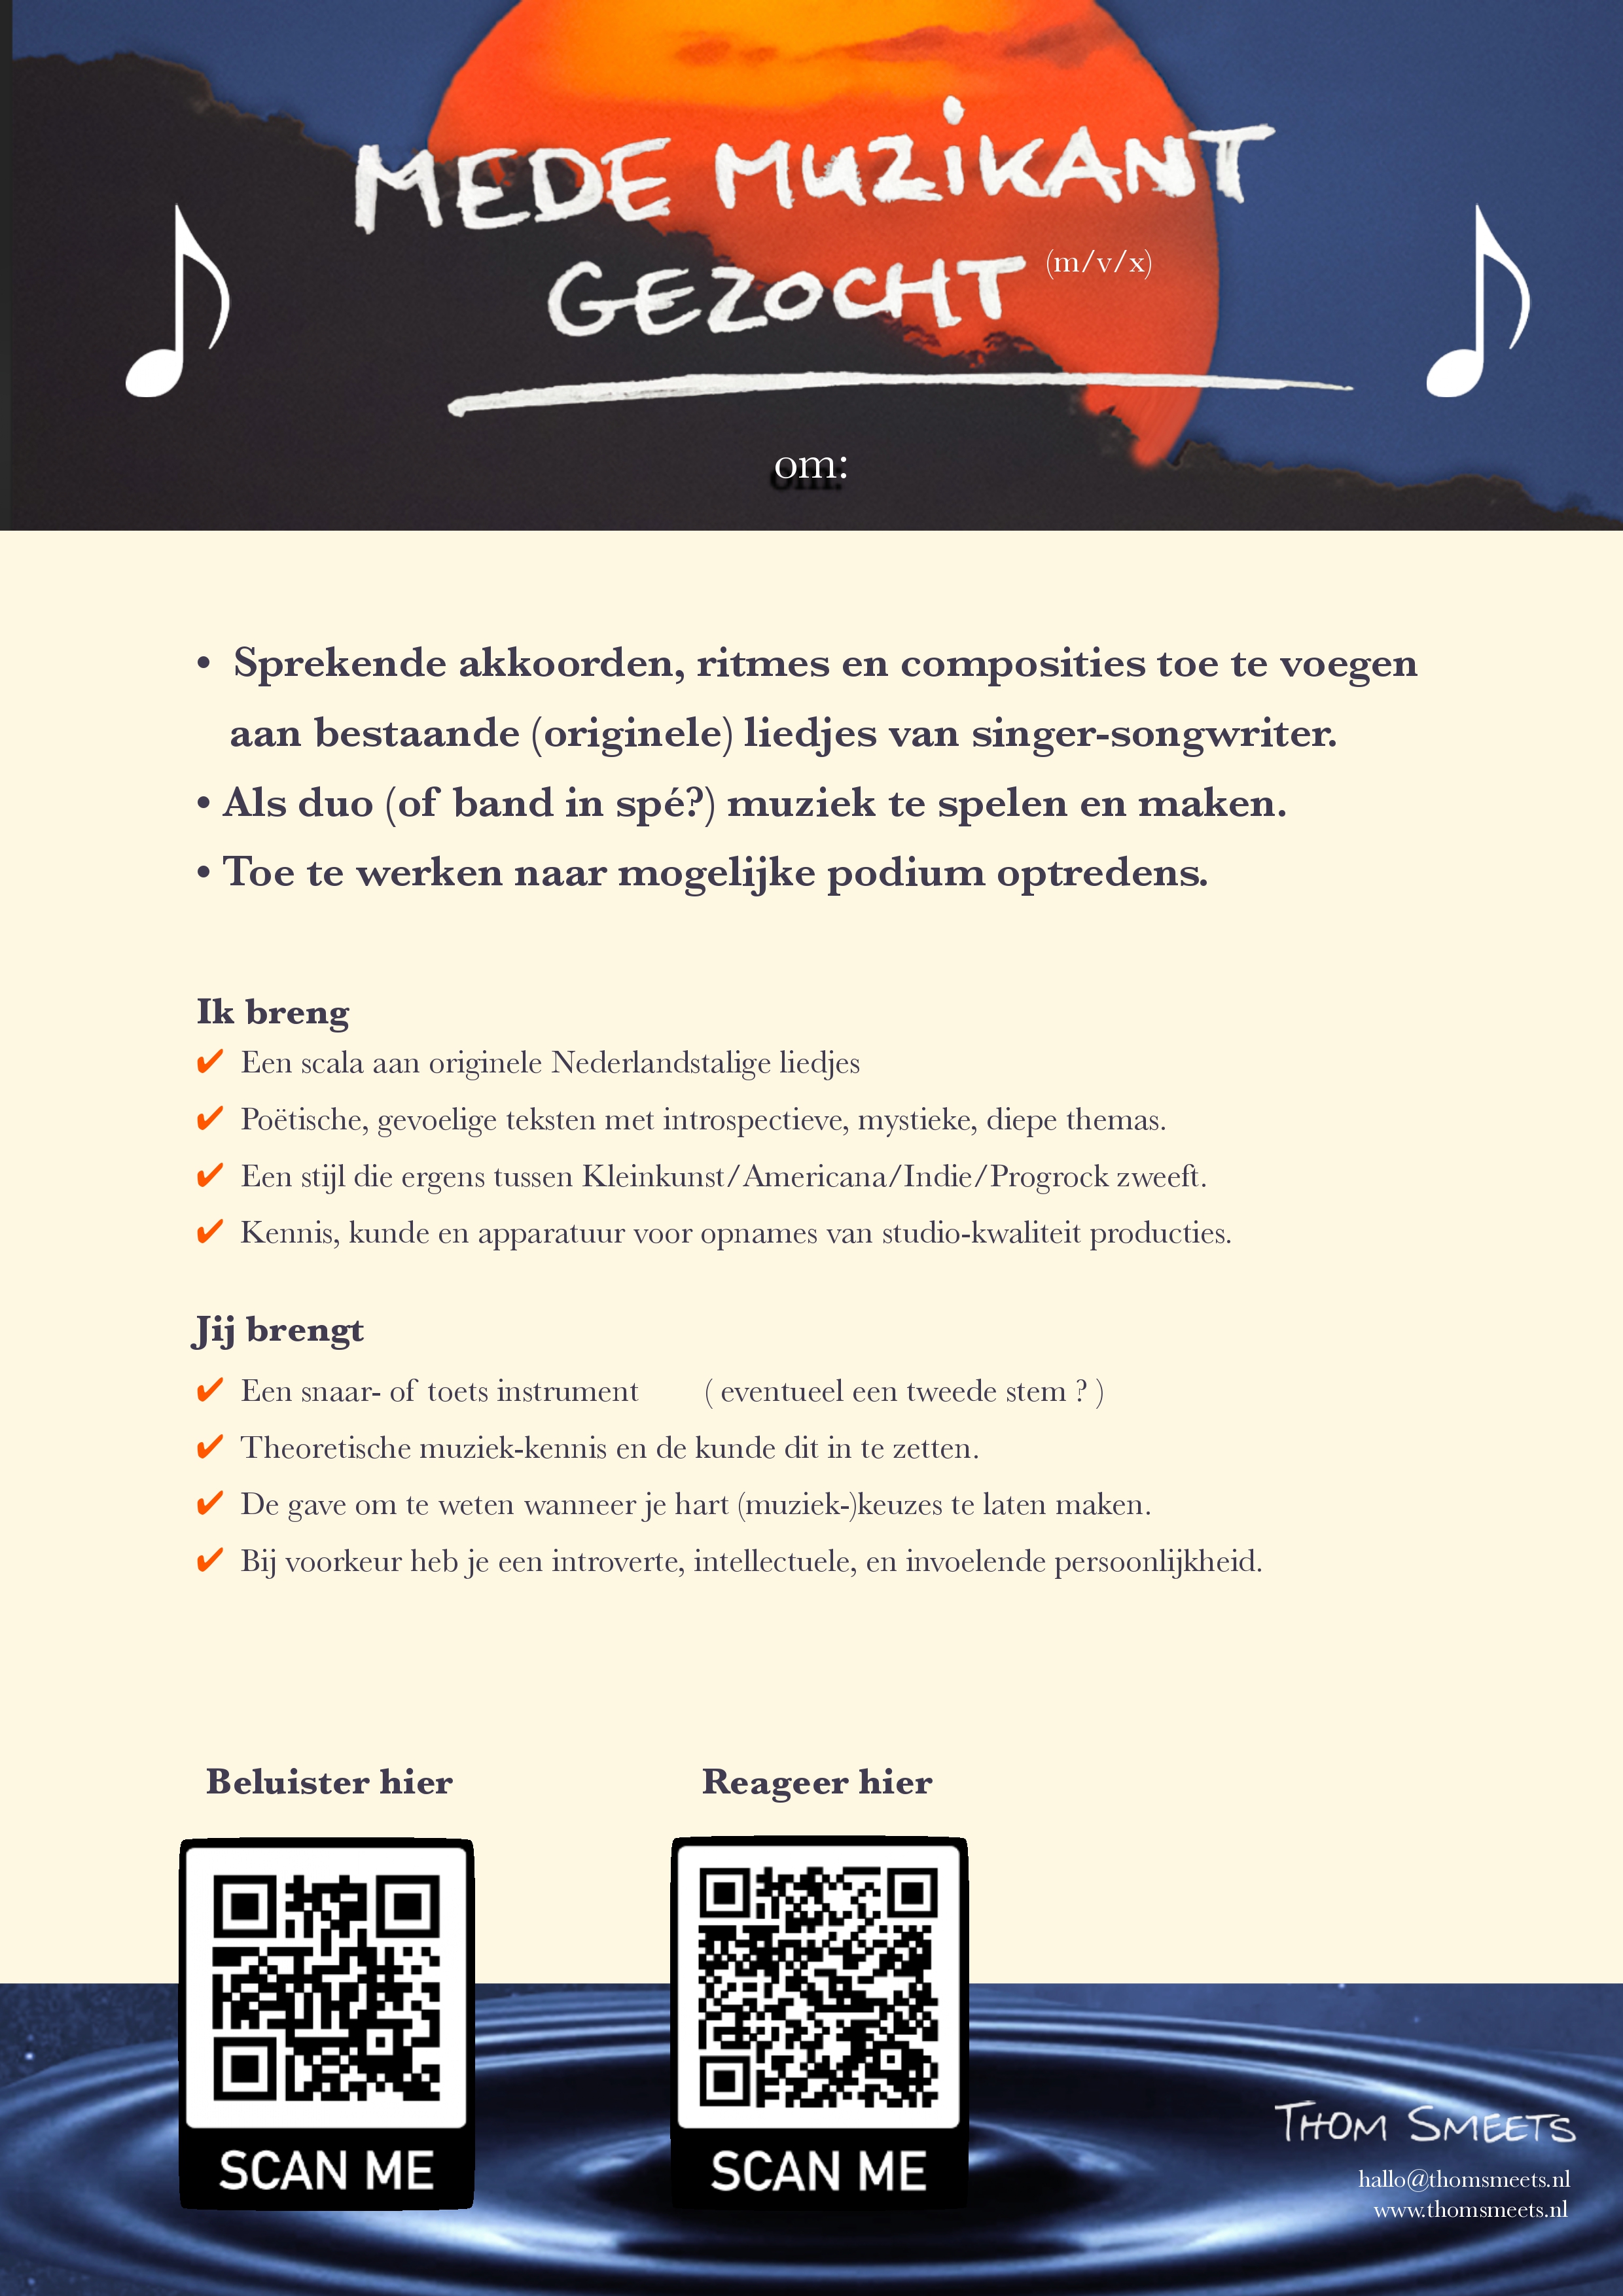 MEDE MUZiKANT
GEZOCHT (m/v/x)
om:
• Sprekende akkoorden, ritmes en composities toe te voegen
aan bestaande (originele) liedjes van singer-songwriter.
• Als duo (of band in spé?) muziek te spelen en maken.
• Toe te werken naar mogelijke podium optredens.
Ik breng
✔ Een scala aan originele Nederlandstalige liedjes
✔ Poëtische, gevoelige teksten met introspectieve, mystieke, diepe themas.
✔ Een stijl die ergens tussen Kleinkunst/Americana/Indie/Progrock zweeft.
✔ Kennis, kunde en apparatuur voor opnames van studio-kwaliteit producties.
Jij brengt
✔ Een snaar- of toets instrument ( eventueel een tweede stem ? )
✔ Theoretische muziek-kennis en de kunde dit in te zetten.
✔ De gave om te weten wanneer je hart (muziek-)keuzes te laten maken.
✔ Bij voorkeur heb je een introverte, intellectuele, en invoelende persoonlijkheid.
Beluister hier
Reageer hier
SCAN ME
SCAN ME
THOM SMEETS
hallo@thomsmeets.nl
www.thomsmeets.nl